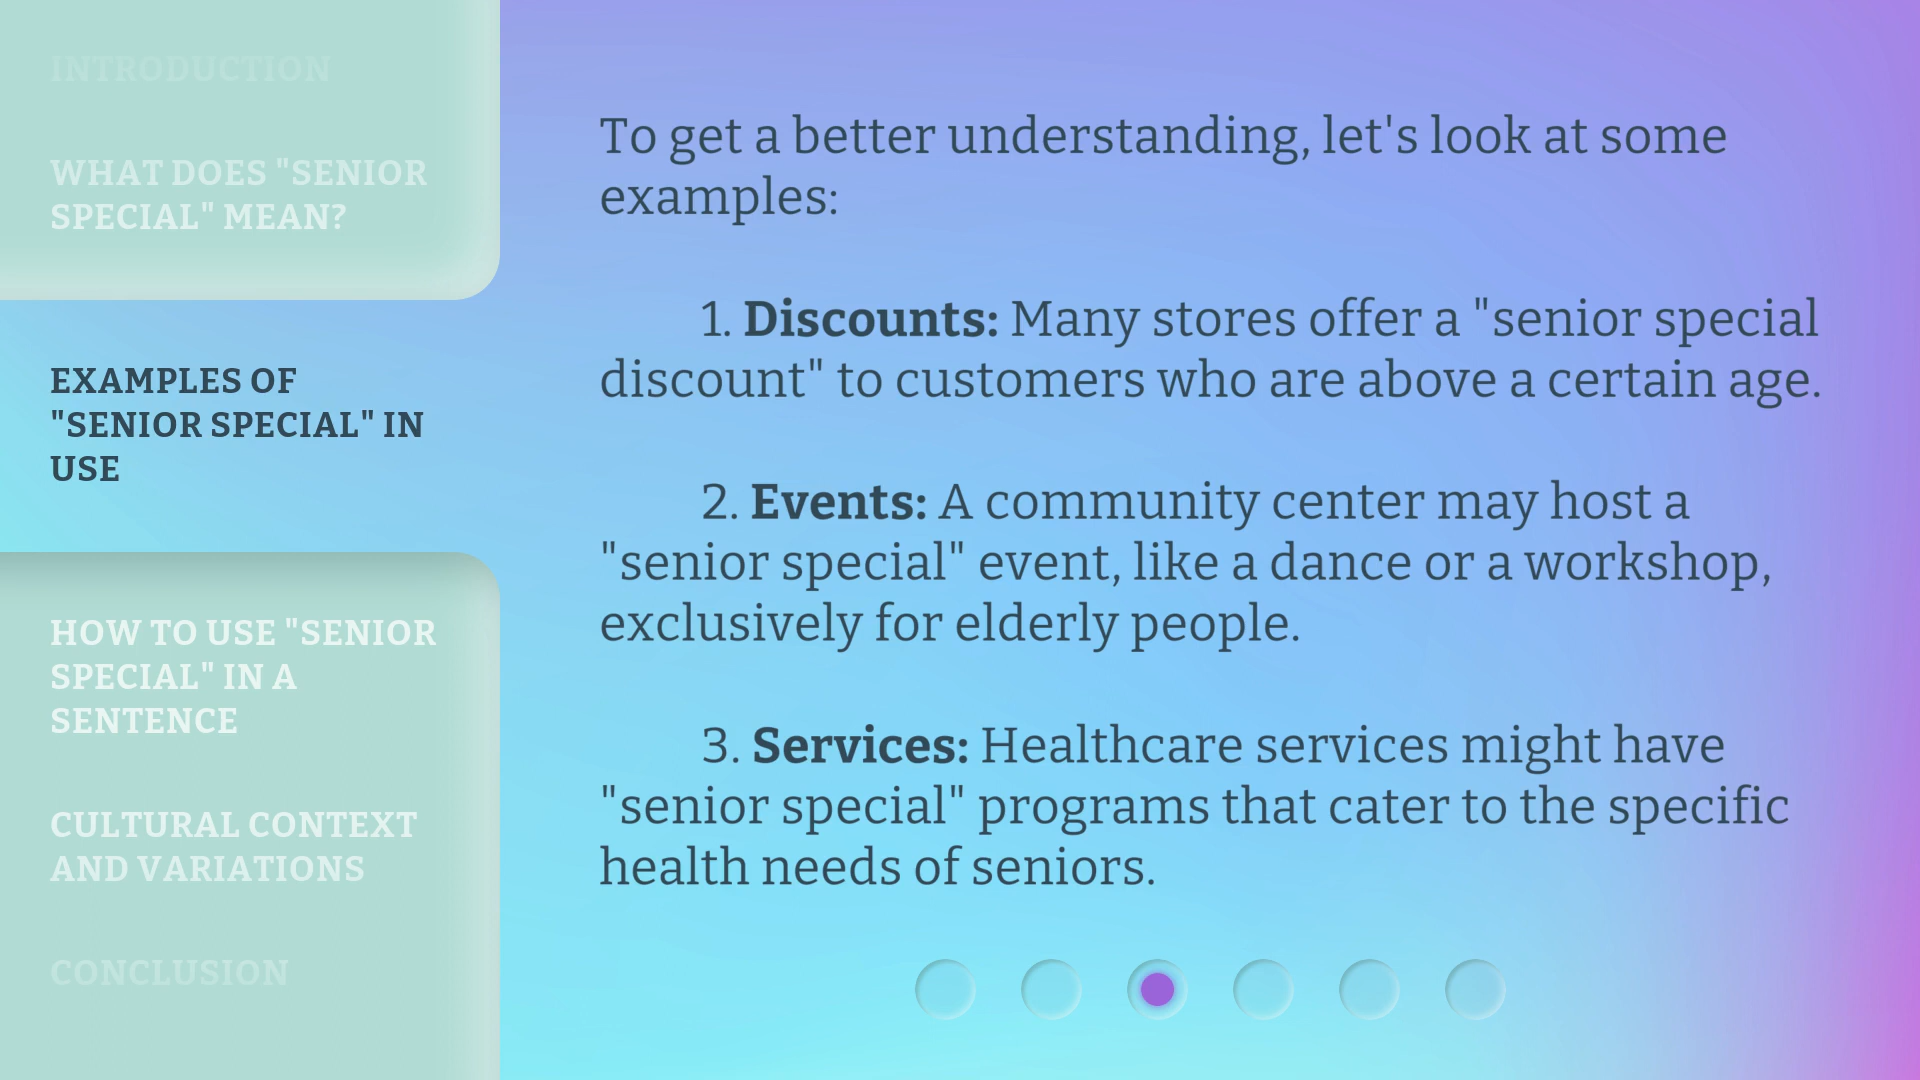 INTRODUCTION
WHAT DOES "SENIOR
SPECIAL" MEAN?
EXAMPLES OF
"SENIOR SPECIAL" IN
USE
HOW TO USE "SENIOR
SPECIAL" IN A
SENTENCE
CULTURAL CONTEXT
AND VARIATIONS
CONCLUSION
To get a better understanding, let's look at some
examples:
1. Discounts: Many stores offer a "senior special
discount" to customers who are above a certain age.
2. Events: A community center may host a
"senior special" event, like a dance or a workshop,
exclusively for elderly people.
3. Services: Healthcare services might have
"senior special" programs that cater to the specific
health needs of seniors.